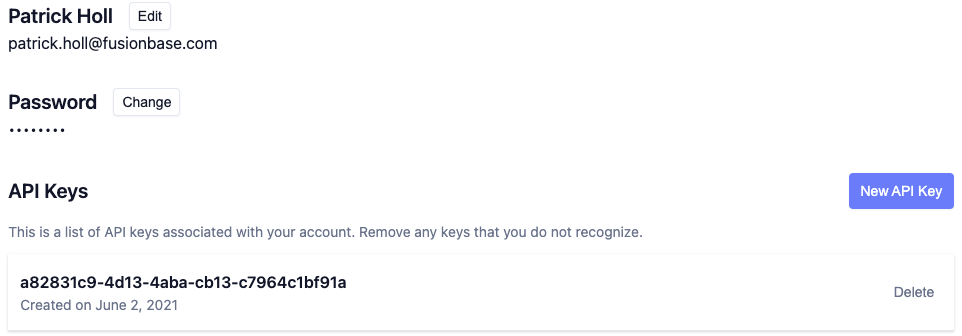 Patrick Holl Edit
patrick.holl@fusionbase.com
Password Change
••••••••
API Keys New API Key
This is a list of API keys associated with your account. Remove any keys that you do not recognize.
a82831c9-4d13-4aba-cb13-c7964c1bf91a
Delete
Created on June 2, 2021